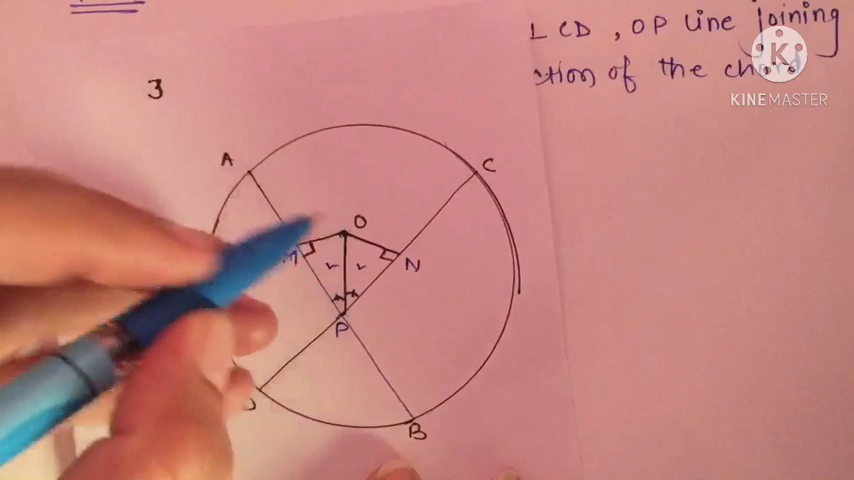 L CD , OP line joining
ction of the chord
KINEMASTER
3
A
C
O
M
N
P
D
B